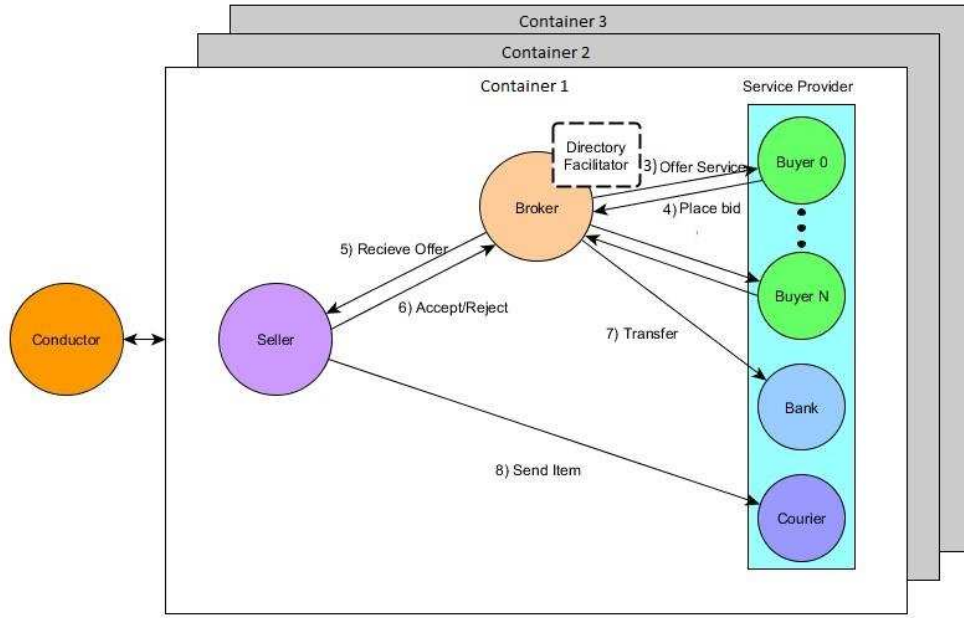 Container 3
Container 2
Container 1
Service Provider
Directory
Facilitator
3) Offer Service
Buyer 0
Broker
4) Place bid
5) Recieve Offer
6) Accept/Reject
Buyer N
Conductor
Seller
7) Transfer
Bank
8) Send Item
Courier